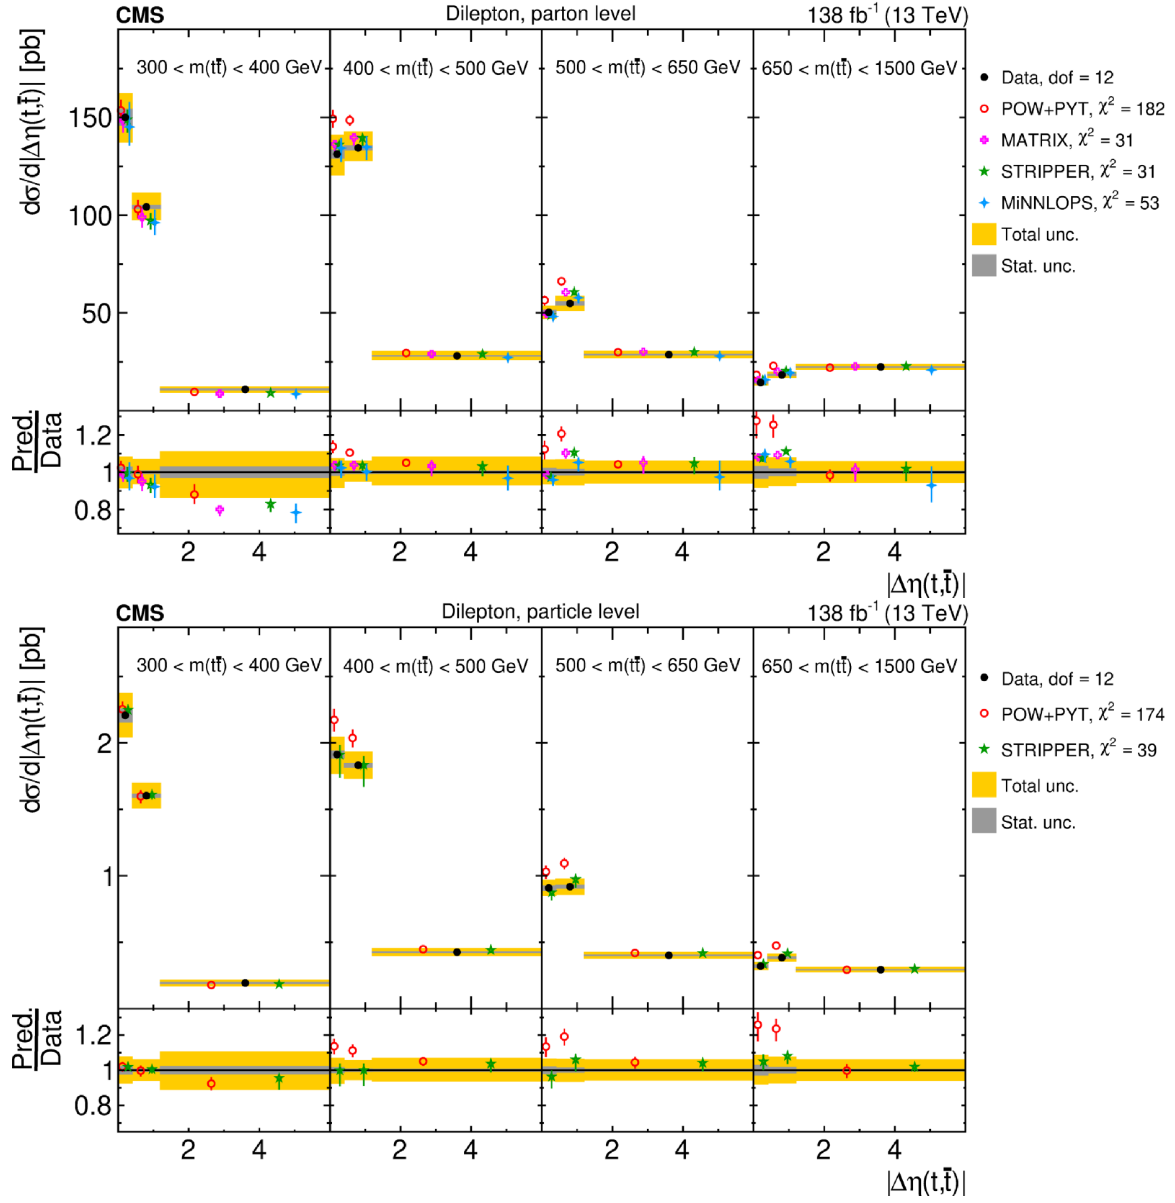 CMS Dilepton, parton level 138 fb⁻¹ (13 TeV)
dσ/d|Δη(t,t̄)| [pb]
300 < m(tt̄) < 400 GeV 400 < m(tt̄) < 500 GeV 500 < m(tt̄) < 650 GeV 650 < m(tt̄) < 1500 GeV
150
100
50
Data, dof = 12
POW+PYT, χ² = 182
MATRIX, χ² = 31
STRIPPER, χ² = 31
MiNNLOPS, χ² = 53
Total unc.
Stat. unc.
Pred.
Data
1.2
1
0.8
2 4 2 4 2 4 2 4
|Δη(t,t̄)|
CMS Dilepton, particle level 138 fb⁻¹ (13 TeV)
dσ/d|Δη(t,t̄)| [pb]
300 < m(tt̄) < 400 GeV 400 < m(tt̄) < 500 GeV 500 < m(tt̄) < 650 GeV 650 < m(tt̄) < 1500 GeV
2
1
Data, dof = 12
POW+PYT, χ² = 174
STRIPPER, χ² = 39
Total unc.
Stat. unc.
Pred.
Data
1.2
1
0.8
2 4 2 4 2 4 2 4
|Δη(t,t̄)|